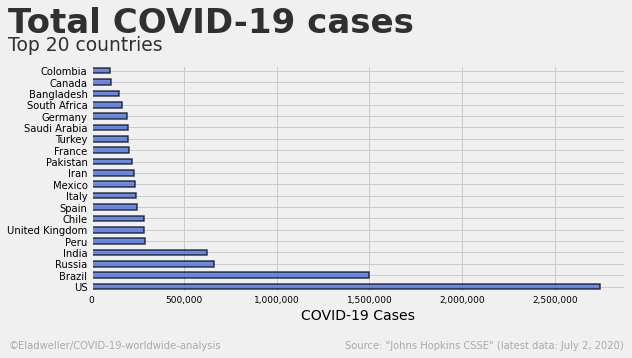 Total COVID-19 cases
Top 20 countries
Colombia
Canada
Bangladesh
South Africa
Germany
Saudi Arabia
Turkey
France
Pakistan
Iran
Mexico
Italy
Spain
Chile
United Kingdom
Peru
India
Russia
Brazil
US
0 500,000 1,000,000 1,500,000 2,000,000 2,500,000
COVID-19 Cases
©Eladweller/COVID-19-worldwide-analysis Source: "Johns Hopkins CSSE" (latest data: July 2, 2020)